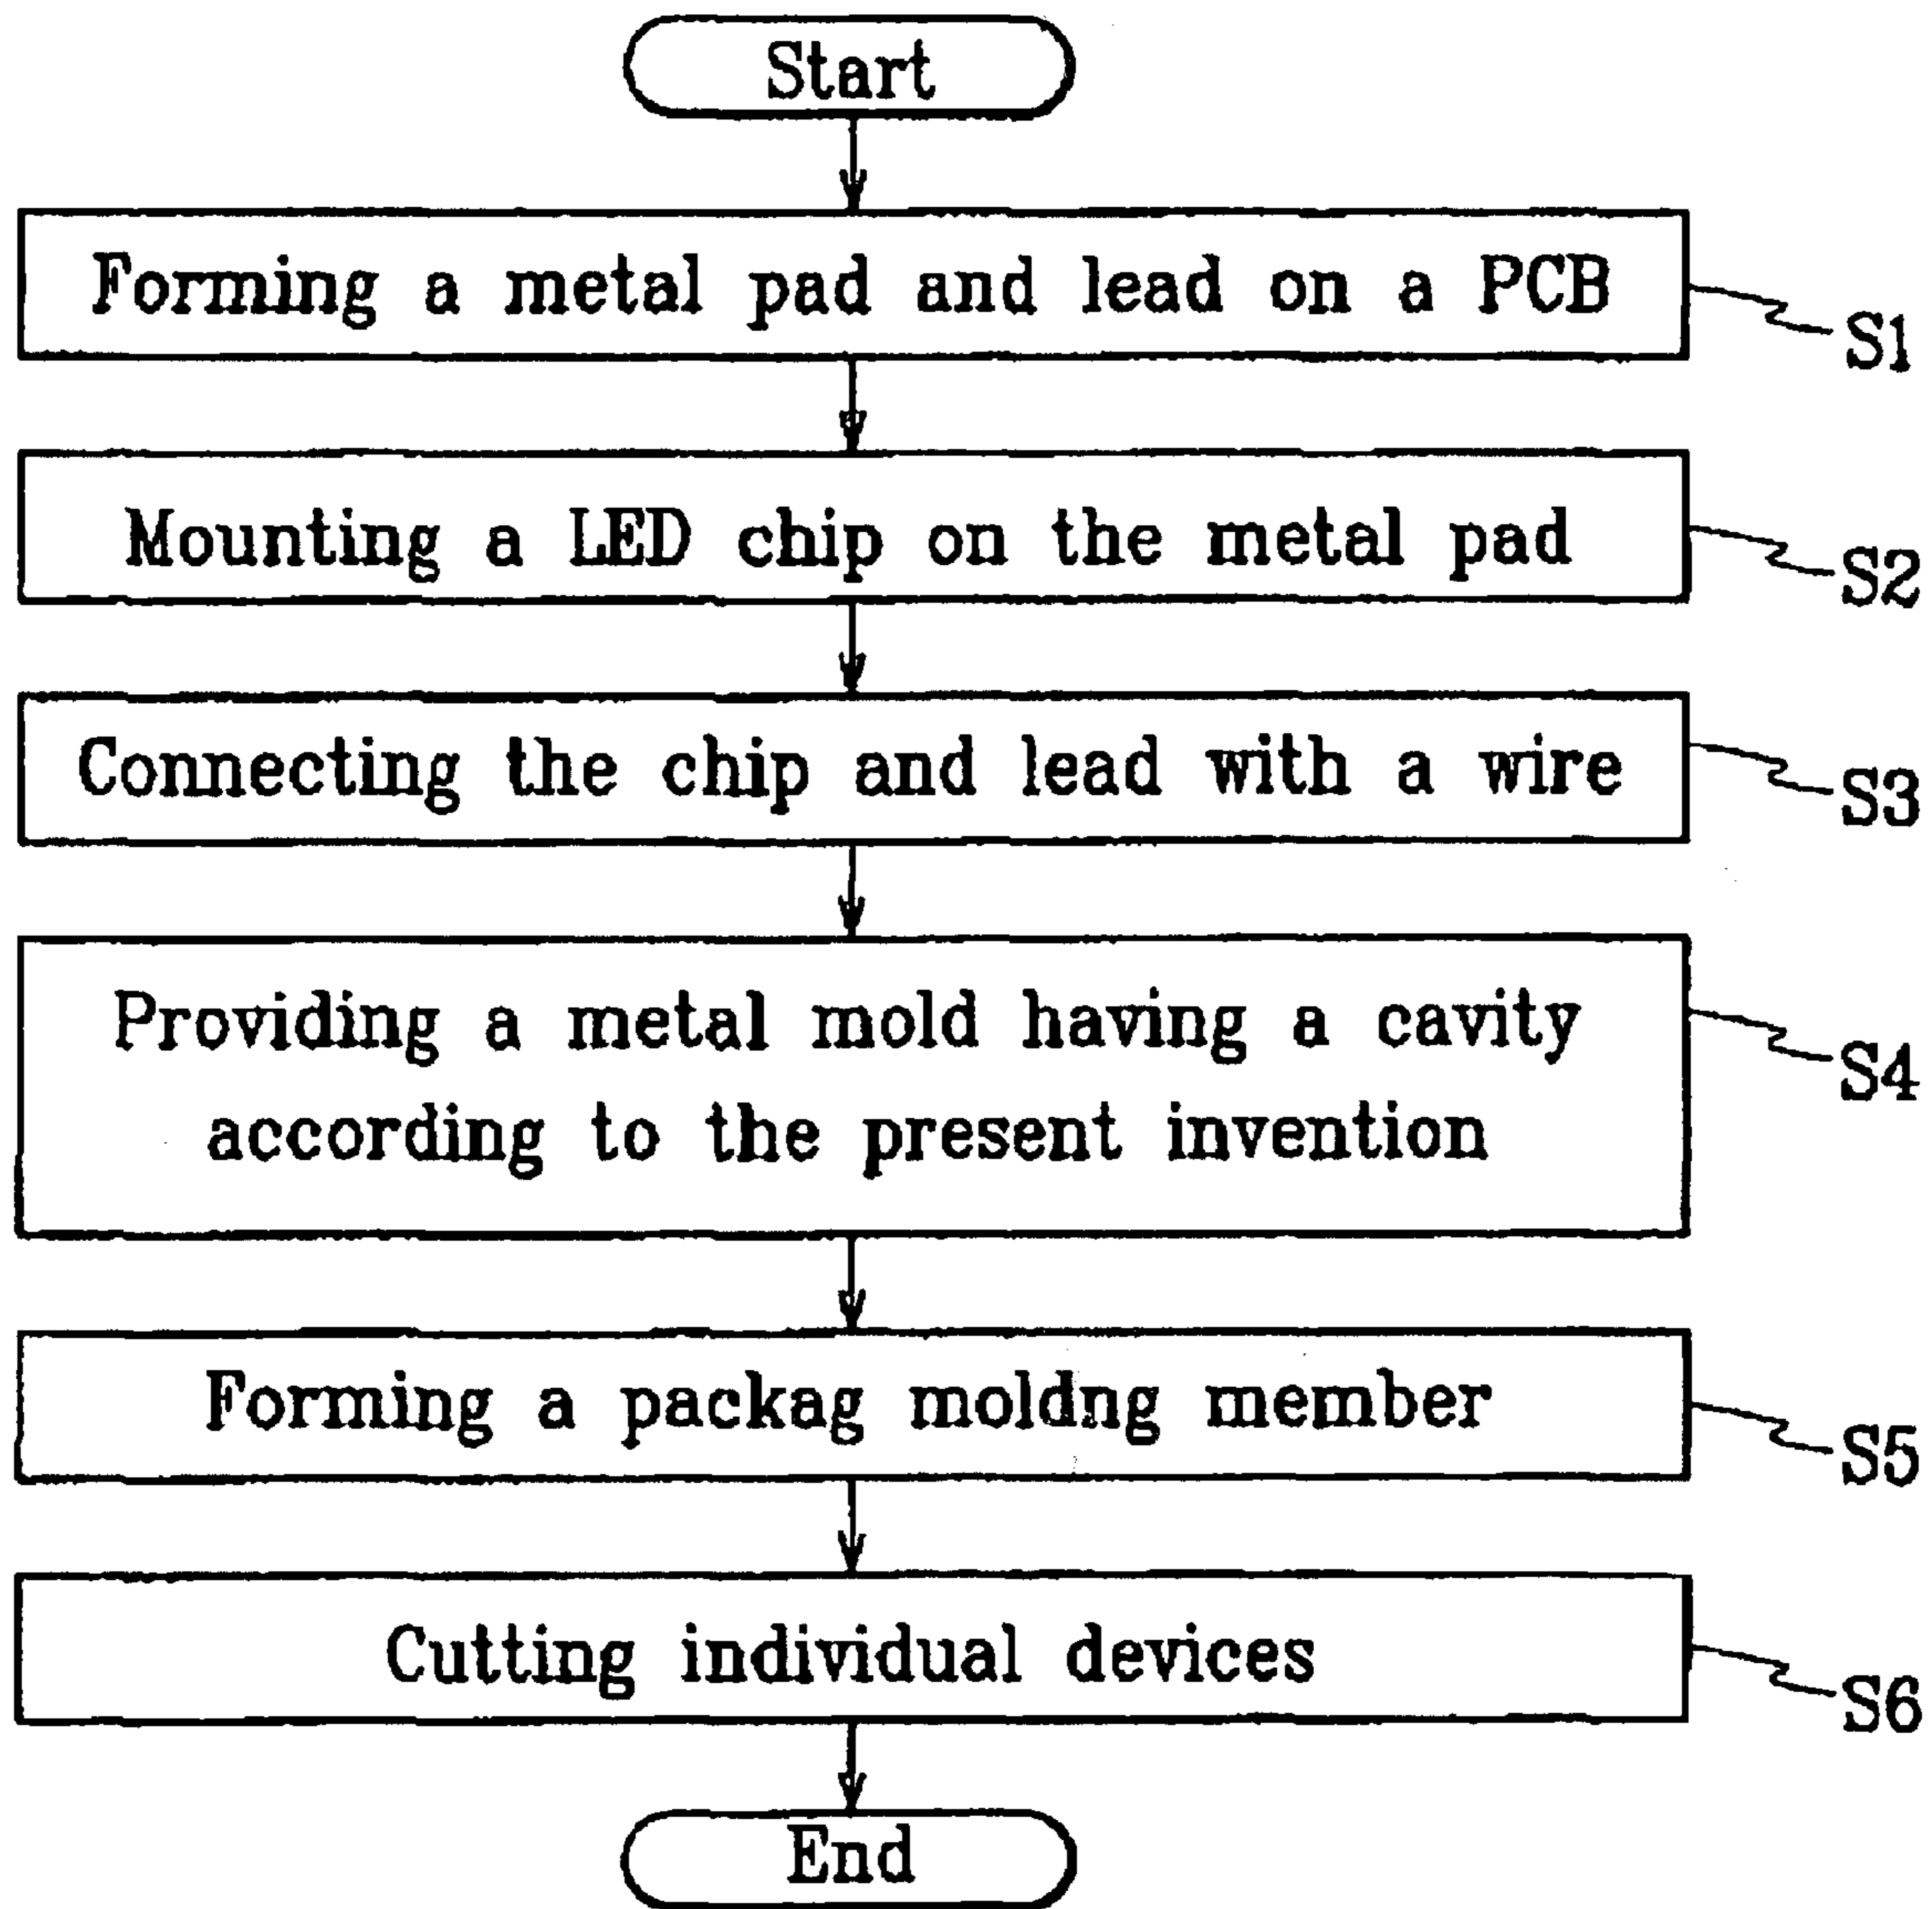 Start
Forming a metal pad and lead on a PCB
S1
Mounting a LED chip on the metal pad
S2
Connecting the chip and lead with a wire
S3
Providing a metal mold having a cavity
according to the present invention
S4
Forming a packag moldng member
S5
Cutting individual devices
S6
End